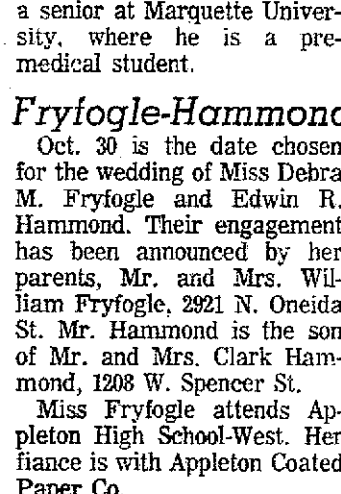 a senior at Marquette Univer-
sity, where he is a pre-
medical student.
Fryfogle-Hammond
Oct. 30 is the date chosen
for the wedding of Miss Debra
M. Fryfogle and Edwin R.
Hammond. Their engagement
has been announced by her
parents, Mr. and Mrs. Wil-
liam Fryfogle, 2921 N. Oneida
St. Mr. Hammond is the son
of Mr. and Mrs. Clark Ham-
mond, 1208 W. Spencer St.
Miss Fryfogle attends Ap-
pleton High School-West. Her
fiance is with Appleton Coated
Paper Co.